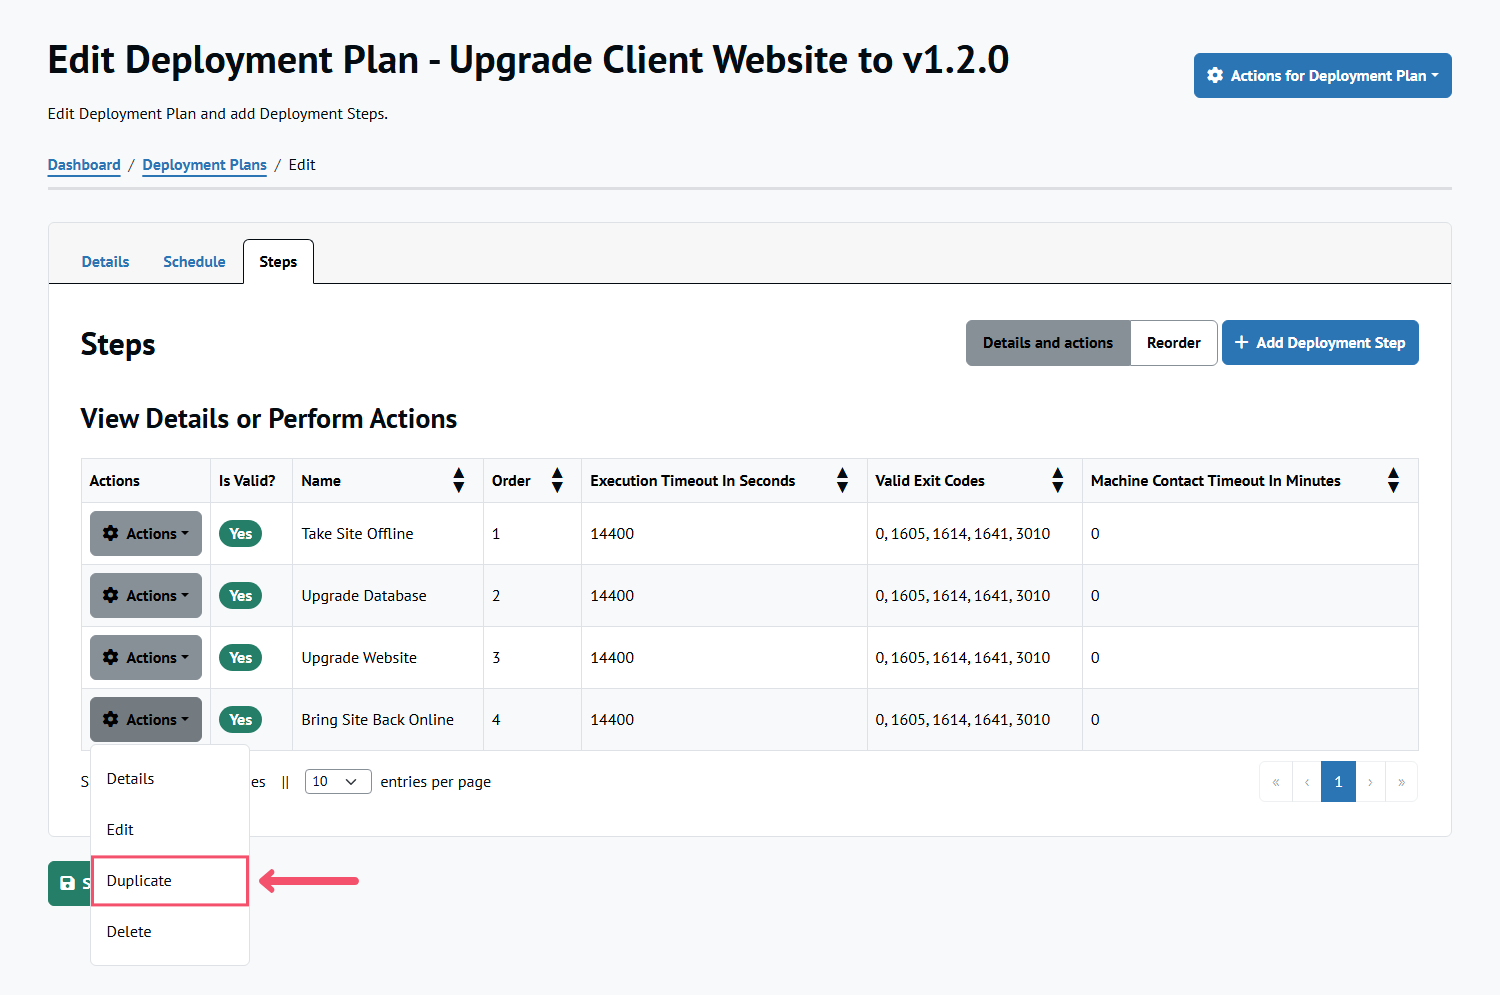 Edit Deployment Plan - Upgrade Client Website to v1.2.0
Actions for Deployment Plan
Edit Deployment Plan and add Deployment Steps.
Dashboard / Deployment Plans / Edit
Details Schedule Steps
Steps
Details and actions Reorder + Add Deployment Step
View Details or Perform Actions
Actions Is Valid? Name Order Execution Timeout In Seconds Valid Exit Codes Machine Contact Timeout In Minutes
Actions Yes Take Site Offline 1 14400 0, 1605, 1614, 1641, 3010 0
Actions Yes Upgrade Database 2 14400 0, 1605, 1614, 1641, 3010 0
Actions Yes Upgrade Website 3 14400 0, 1605, 1614, 1641, 3010 0
Actions Yes Bring Site Back Online 4 14400 0, 1605, 1614, 1641, 3010 0
|| 10 entries per page « ‹ 1 › »
Details
Edit
Duplicate
Delete